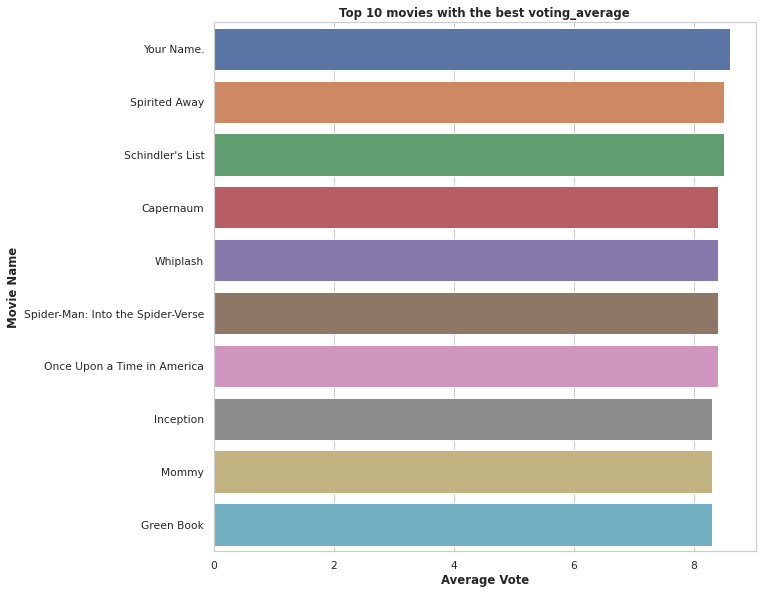 Top 10 movies with the best voting_average
Movie Name
Your Name.
Spirited Away
Schindler's List
Capernaum
Whiplash
Spider-Man: Into the Spider-Verse
Once Upon a Time in America
Inception
Mommy
Green Book
0 2 4 6 8
Average Vote